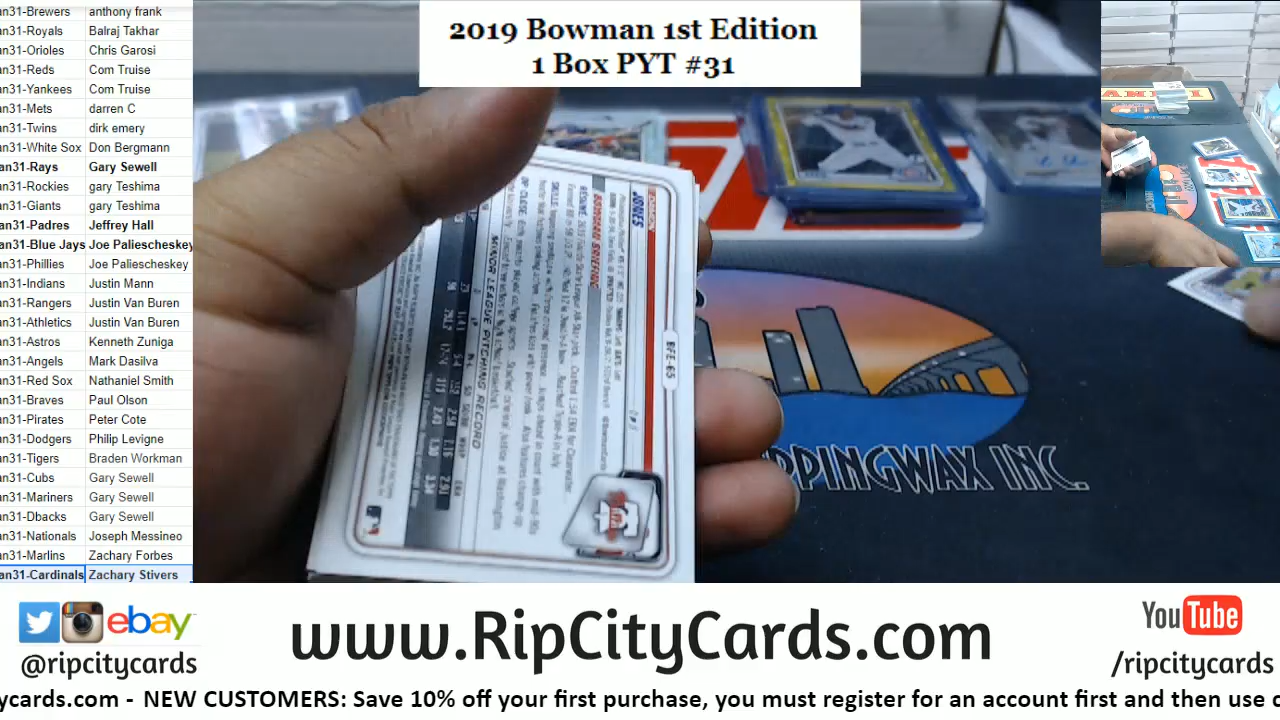 2019 Bowman 1st Edition
1 Box PYT #31
an31-Brewers anthony frank
an31-Royals Balraj Takhar
an31-Orioles Chris Garosi
an31-Reds Com Truise
an31-Yankees Com Truise
an31-Mets darren C
an31-Twins dirk emery
an31-White Sox Don Bergmann
an31-Rays Gary Sewell
an31-Rockies gary Teshima
an31-Giants gary Teshima
an31-Padres Jeffrey Hall
an31-Blue Jays Joe Paliescheskey
an31-Phillies Joe Paliescheskey
an31-Indians Justin Mann
an31-Rangers Justin Van Buren
an31-Athletics Justin Van Buren
an31-Astros Kenneth Zuniga
an31-Angels Mark Dasilva
an31-Red Sox Nathaniel Smith
an31-Braves Paul Olson
an31-Pirates Peter Cote
an31-Dodgers Philip Levigne
an31-Tigers Braden Workman
an31-Cubs Gary Sewell
an31-Mariners Gary Sewell
an31-Dbacks Gary Sewell
an31-Nationals Joseph Messineo
an31-Marlins Zachary Forbes
an31-Cardinals Zachary Stivers
JONES
BOWMAN BRIEFING
BFE-65
MINOR LEAGUE PITCHING RECORD
PPINGWAX INC.
ebay
@ripcitycards
www.RipCityCards.com
YouTube
/ripcitycards
tycards.com - NEW CUSTOMERS: Save 10% off your first purchase, you must register for an account first and then use c